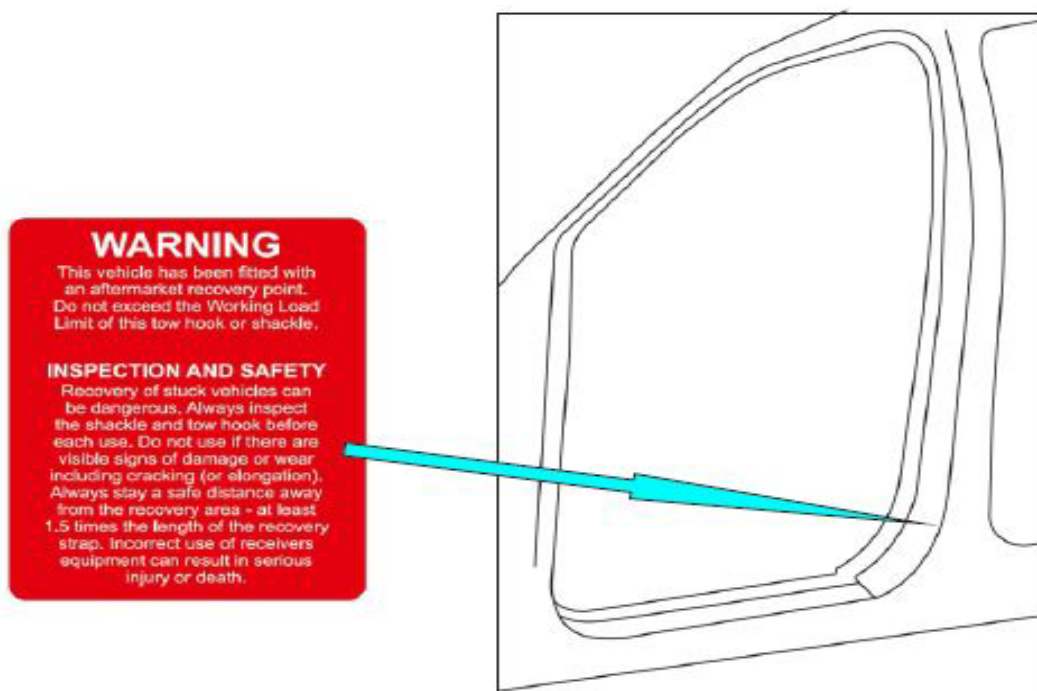 WARNING
This vehicle has been fitted with
an aftermarket recovery point.
Do not exceed the Working Load
Limit of this tow hook or shackle.
INSPECTION AND SAFETY
Recovery of stuck vehicles can
be dangerous. Always inspect
the shackle and tow hook before
each use. Do not use if there are
visible signs of damage or wear
including cracking (or elongation).
Always stay a safe distance away
from the recovery area - at least
1.5 times the length of the recovery
strap. Incorrect use of receivers
equipment can result in serious
injury or death.